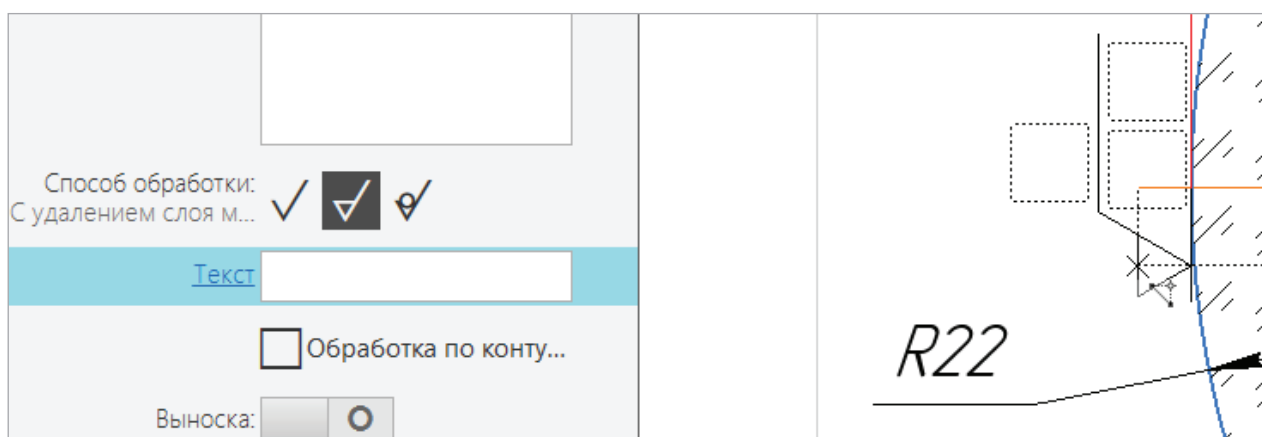 Способ обработки:
С удалением слоя м...
Текст
Обработка по конту...
Выноска:
R22